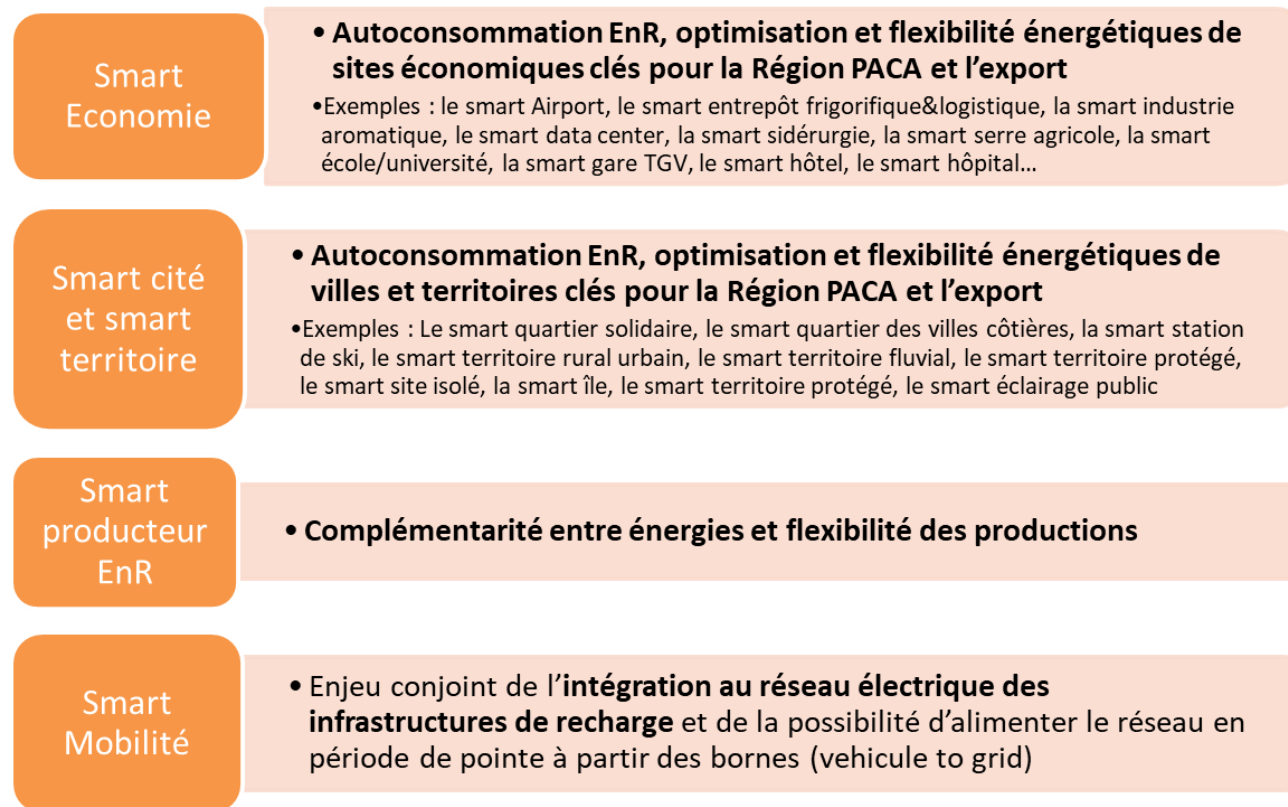 Smart
Economie
• Autoconsommation EnR, optimisation et flexibilité énergétiques de
sites économiques clés pour la Région PACA et l’export
•Exemples : le smart Airport, le smart entrepôt frigorifique&logistique, la smart industrie
aromatique, le smart data center, la smart sidérurgie, la smart serre agricole, la smart
école/université, la smart gare TGV, le smart hôtel, le smart hôpital…
Smart cité
et smart
territoire
• Autoconsommation EnR, optimisation et flexibilité énergétiques de
villes et territoires clés pour la Région PACA et l’export
•Exemples : Le smart quartier solidaire, le smart quartier des villes côtières, la smart station
de ski, le smart territoire rural urbain, le smart territoire fluvial, le smart territoire protégé,
le smart site isolé, la smart île, le smart territoire protégé, le smart éclairage public
Smart
producteur
EnR
• Complémentarité entre énergies et flexibilité des productions
Smart
Mobilité
• Enjeu conjoint de l’intégration au réseau électrique des
infrastructures de recharge et de la possibilité d’alimenter le réseau en
période de pointe à partir des bornes (vehicule to grid)